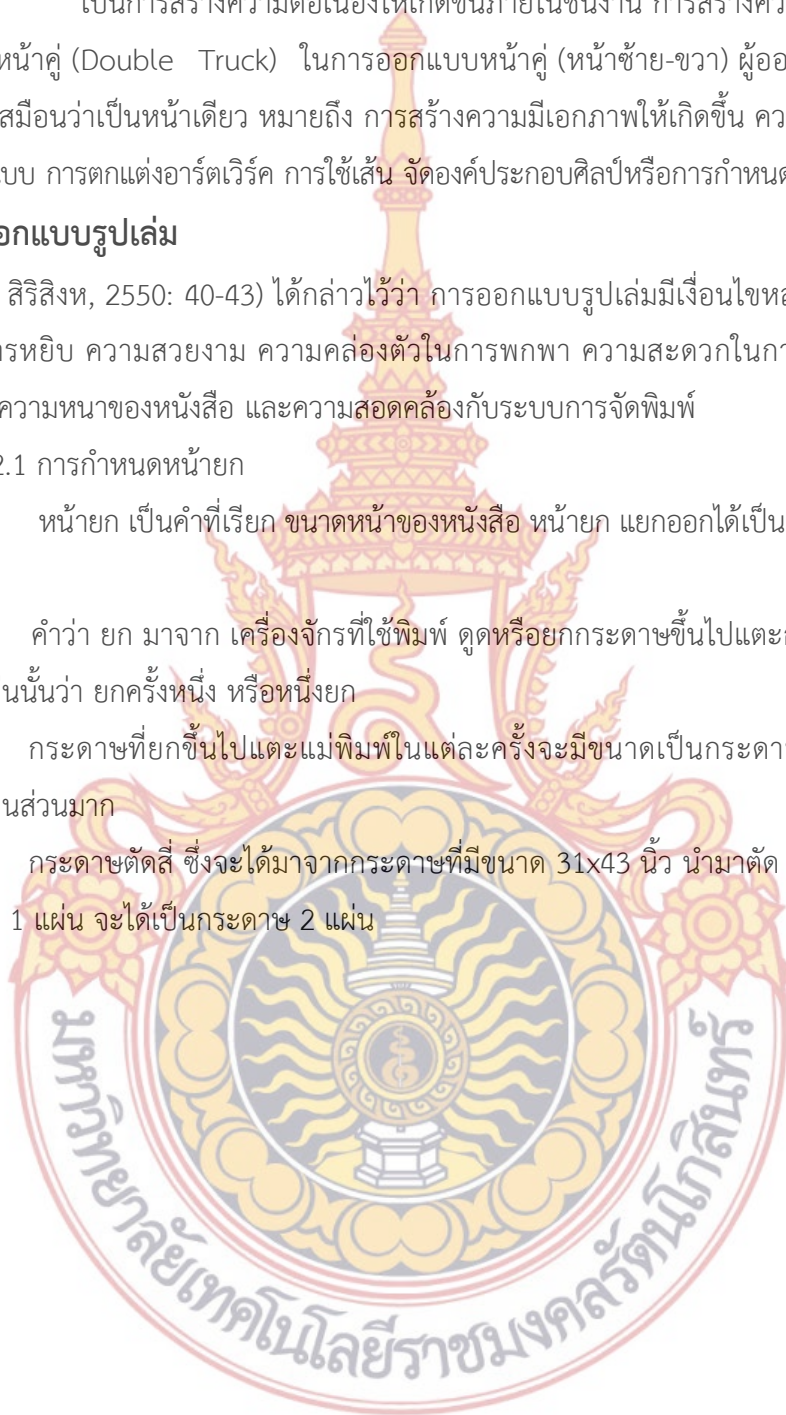 เป็นการสร้างความต่อเนื่องให้เกิดขึ้นภายในชิ้นงาน การสร้างคว
หน้าคู่ (Double Truck) ในการออกแบบหน้าคู่ (หน้าซ้าย-ขวา) ผู้ออ
สมือนว่าเป็นหน้าเดียว หมายถึง การสร้างความมีเอกภาพให้เกิดขึ้น คว
บบ การตกแต่งอาร์ตเวิร์ค การใช้เส้น จัดองค์ประกอบศิลป์หรือการกำหนด
อกแบบรูปเล่ม
สิริสิงห, 2550: 40-43) ได้กล่าวไว้ว่า การออกแบบรูปเล่มมีเงื่อนไขหล
ารหยิบ ความสวยงาม ความคล่องตัวในการพกพา ความสะดวกในกา
ความหนาของหนังสือ และความสอดคล้องกับระบบการจัดพิมพ์
2.1 การกำหนดหน้ายก
หน้ายก เป็นคำที่เรียก ขนาดหน้าของหนังสือ หน้ายก แยกออกได้เป็น
คำว่า ยก มาจาก เครื่องจักรที่ใช้พิมพ์ ดูดหรือยกกระดาษขึ้นไปแตะ
นนั้นว่า ยกครั้งหนึ่ง หรือหนึ่งยก
กระดาษที่ยกขึ้นไปแตะแม่พิมพ์ในแต่ละครั้งจะมีขนาดเป็นกระดา
นส่วนมาก
กระดาษตัดสี่ ซึ่งจะได้มาจากกระดาษที่มีขนาด 31x43 นิ้ว นำมาตัด
1 แผ่น จะได้เป็นกระดาษ 2 แผ่น
มหาวิทยาลัยเทคโนโลยีราชมงคลรัตนโกสินทร์